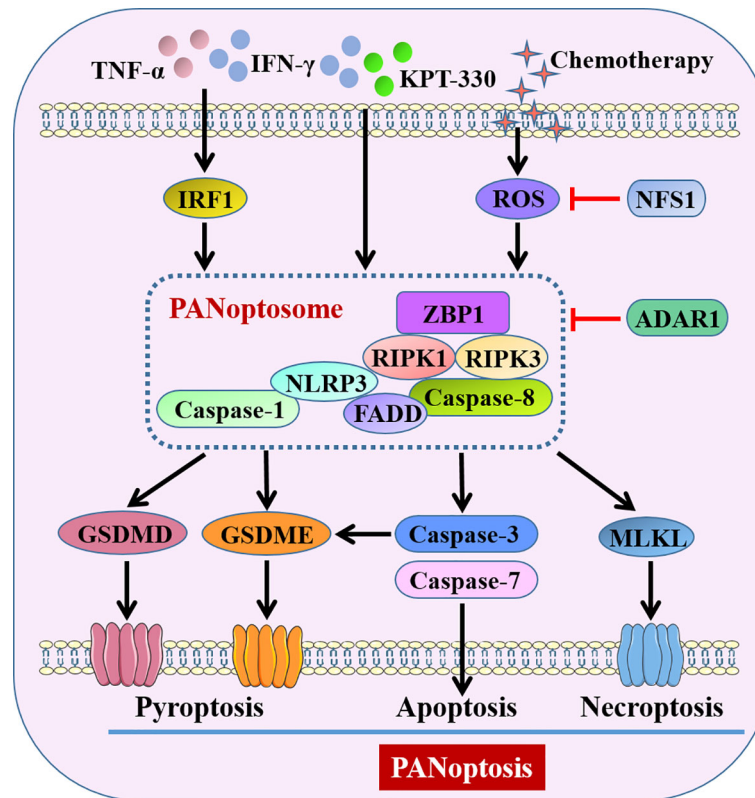 TNF-α
IFN-γ
KPT-330
Chemotherapy
IRF1
ROS
NFS1
PANoptosome
ZBP1
ADAR1
RIPK1
RIPK3
NLRP3
Caspase-8
Caspase-1
FADD
GSDMD
GSDME
Caspase-3
MLKL
Caspase-7
Pyroptosis
Apoptosis
Necroptosis
PANoptosis